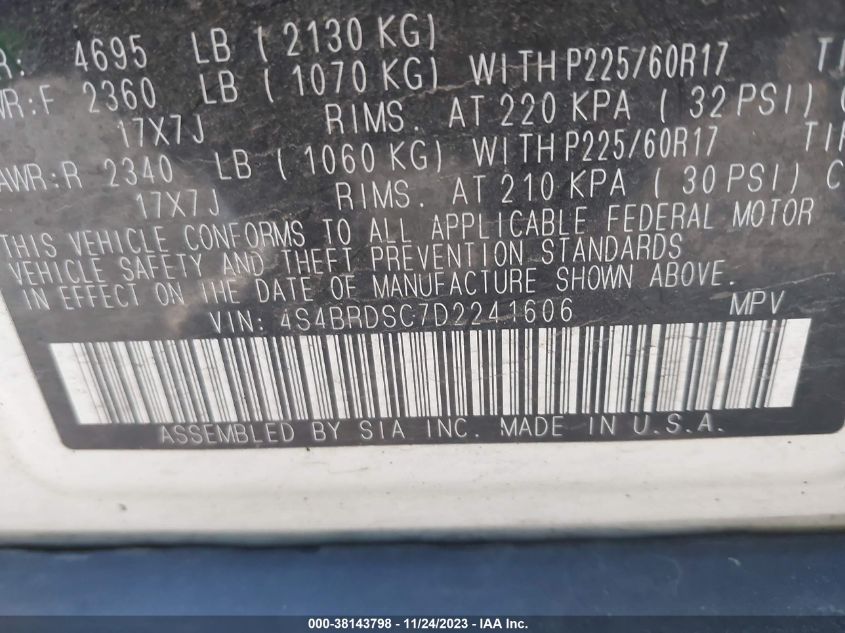 R: 4695 LB ( 2130 KG)
WR:F 2360 LB ( 1070 KG) WITH P225/60R17
17X7J RIMS. AT 220 KPA ( 32 PSI)
AWR:R 2340 LB ( 1060 KG) WITH P225/60R17
17X7J RIMS. AT 210 KPA ( 30 PSI) C
THIS VEHICLE CONFORMS TO ALL APPLICABLE FEDERAL MOTOR
VEHICLE SAFETY AND THEFT PREVENTION STANDARDS
IN EFFECT ON THE DATE OF MANUFACTURE SHOWN ABOVE.
VIN: 4S4BRDSC7D2241606 MPV
ASSEMBLED BY SIA INC. MADE IN U.S.A.
000-38143798 - 11/24/2023 - IAA Inc.